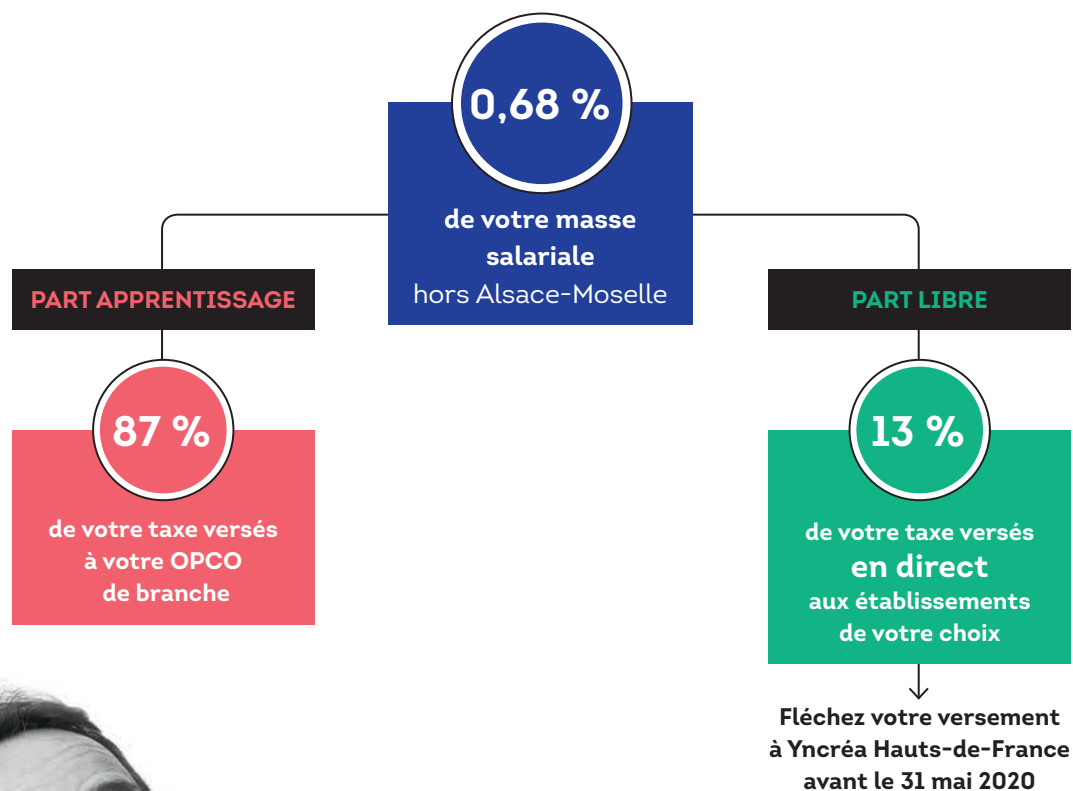 0,68 %
de votre masse
salariale
hors Alsace-Moselle
PART APPRENTISSAGE
87 %
de votre taxe versés
à votre OPCO
de branche
PART LIBRE
13 %
de votre taxe versés
en direct
aux établissements
de votre choix
Fléchez votre versement
à Yncréa Hauts-de-France
avant le 31 mai 2020